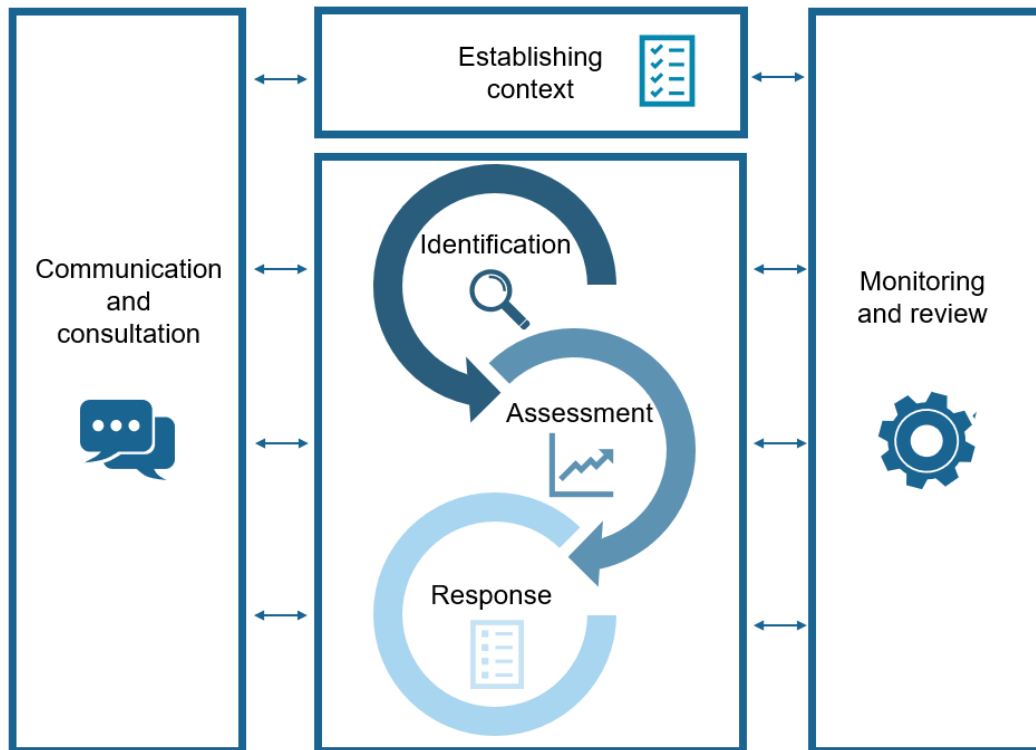 Establishing
context
Communication
and
consultation
Identification
Assessment
Response
Monitoring
and review